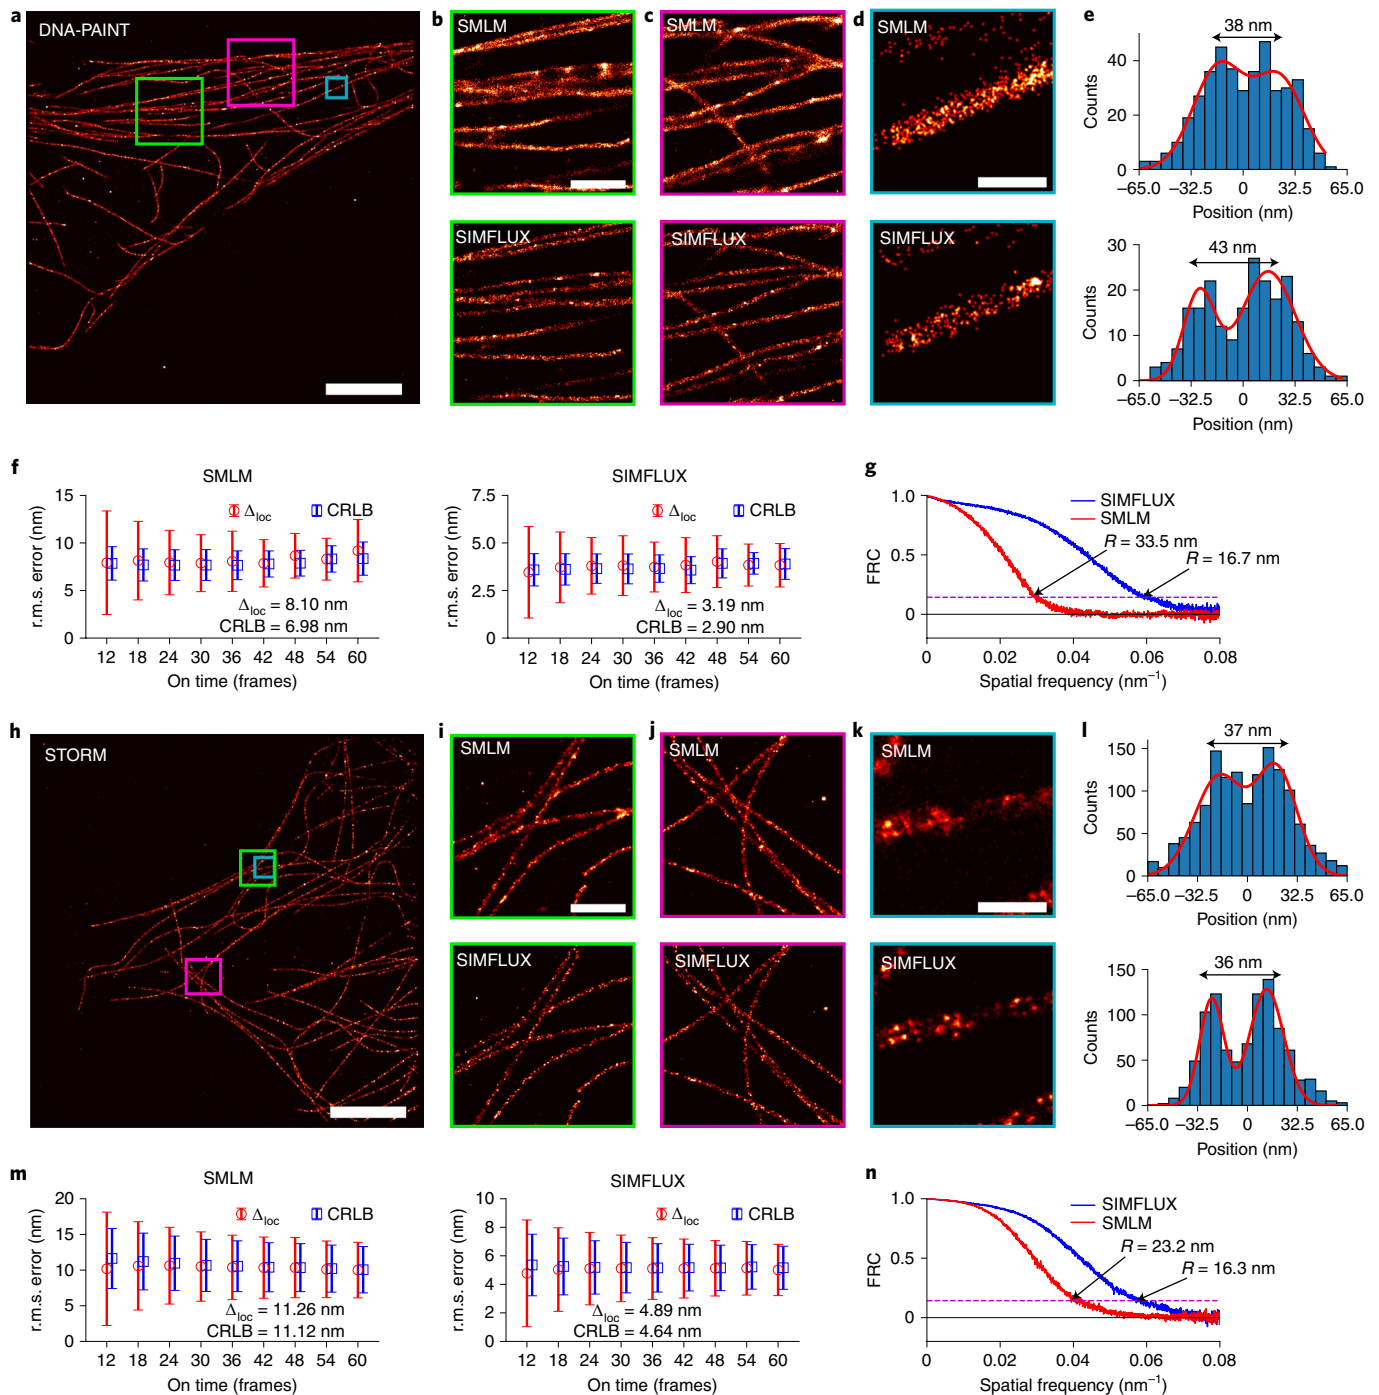 a
DNA-PAINT
b
SMLM
SIMFLUX
c
SMLM
SIMFLUX
d
SMLM
SIMFLUX
e
38 nm
40
20
0
Counts
–65.0 –32.5 0 32.5 65.0
Position (nm)
43 nm
30
20
10
0
Counts
–65.0 –32.5 0 32.5 65.0
Position (nm)
f
SMLM
15
10
5
0
r.m.s. error (nm)
Δloc CRLB
Δloc = 8.10 nm
CRLB = 6.98 nm
12 18 24 30 36 42 48 54 60
On time (frames)
SIMFLUX
7.5
5.0
2.5
0
r.m.s. error (nm)
Δloc CRLB
Δloc = 3.19 nm
CRLB = 2.90 nm
12 18 24 30 36 42 48 54 60
On time (frames)
g
1.0
0.5
0
FRC
SIMFLUX
SMLM
R = 33.5 nm
R = 16.7 nm
0 0.02 0.04 0.06 0.08
Spatial frequency (nm–1)
h
STORM
i
SMLM
SIMFLUX
j
SMLM
SIMFLUX
k
SMLM
SIMFLUX
l
37 nm
150
100
50
0
Counts
–65.0 –32.5 0 32.5 65.0
Position (nm)
36 nm
150
100
50
0
Counts
–65.0 –32.5 0 32.5 65.0
Position (nm)
m
SMLM
20
15
10
5
0
r.m.s. error (nm)
Δloc CRLB
Δloc = 11.26 nm
CRLB = 11.12 nm
12 18 24 30 36 42 48 54 60
On time (frames)
SIMFLUX
10
8
6
4
2
0
r.m.s. error (nm)
Δloc CRLB
Δloc = 4.89 nm
CRLB = 4.64 nm
12 18 24 30 36 42 48 54 60
On time (frames)
n
1.0
0.5
0
FRC
SIMFLUX
SMLM
R = 23.2 nm
R = 16.3 nm
0 0.02 0.04 0.06 0.08
Spatial frequency (nm–1)